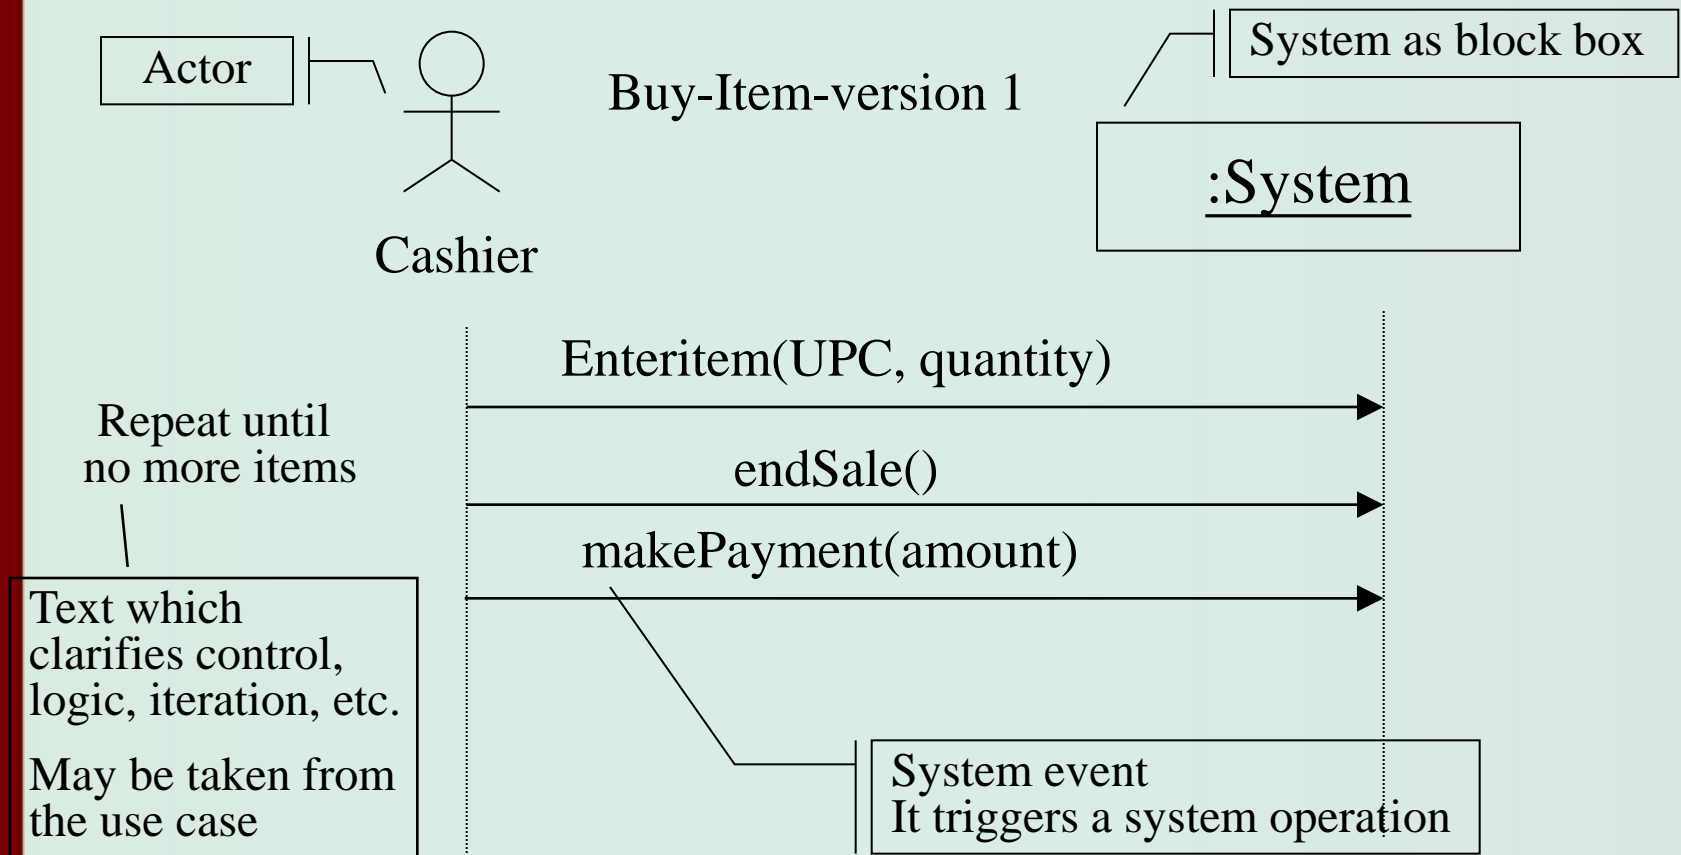 Actor
Buy-Item-version 1
System as block box
:System
Cashier
Enteritem(UPC, quantity)
Repeat until
no more items
endSale()
makePayment(amount)
Text which
clarifies control,
logic, iteration, etc.
May be taken from
the use case
System event
It triggers a system operation